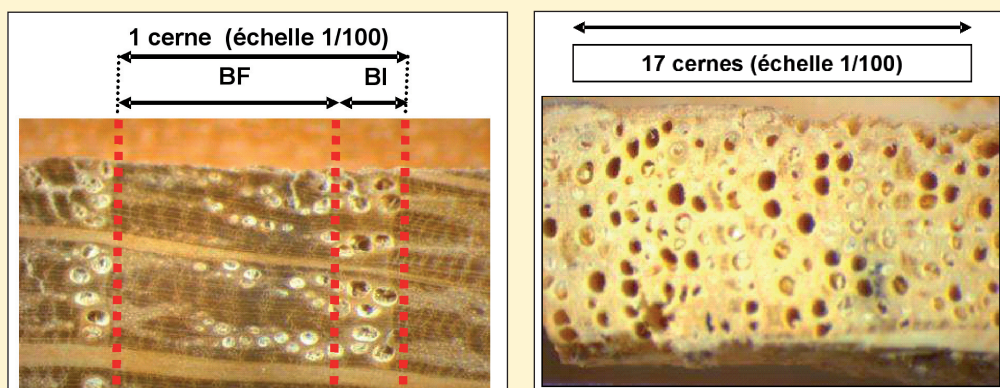 1 cerne (échelle 1/100)
BF
BI
17 cernes (échelle 1/100)